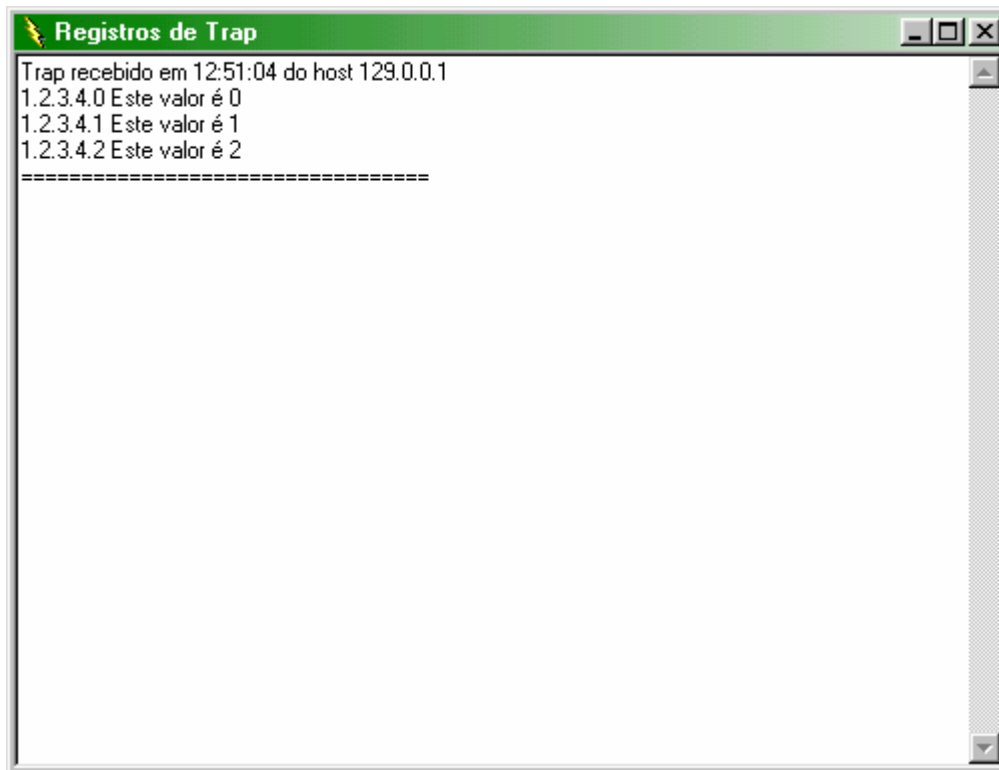 Registros de Trap
Trap recebido em 12:51:04 do host 129.0.0.1
1.2.3.4.0 Este valor é 0
1.2.3.4.1 Este valor é 1
1.2.3.4.2 Este valor é 2
==================================